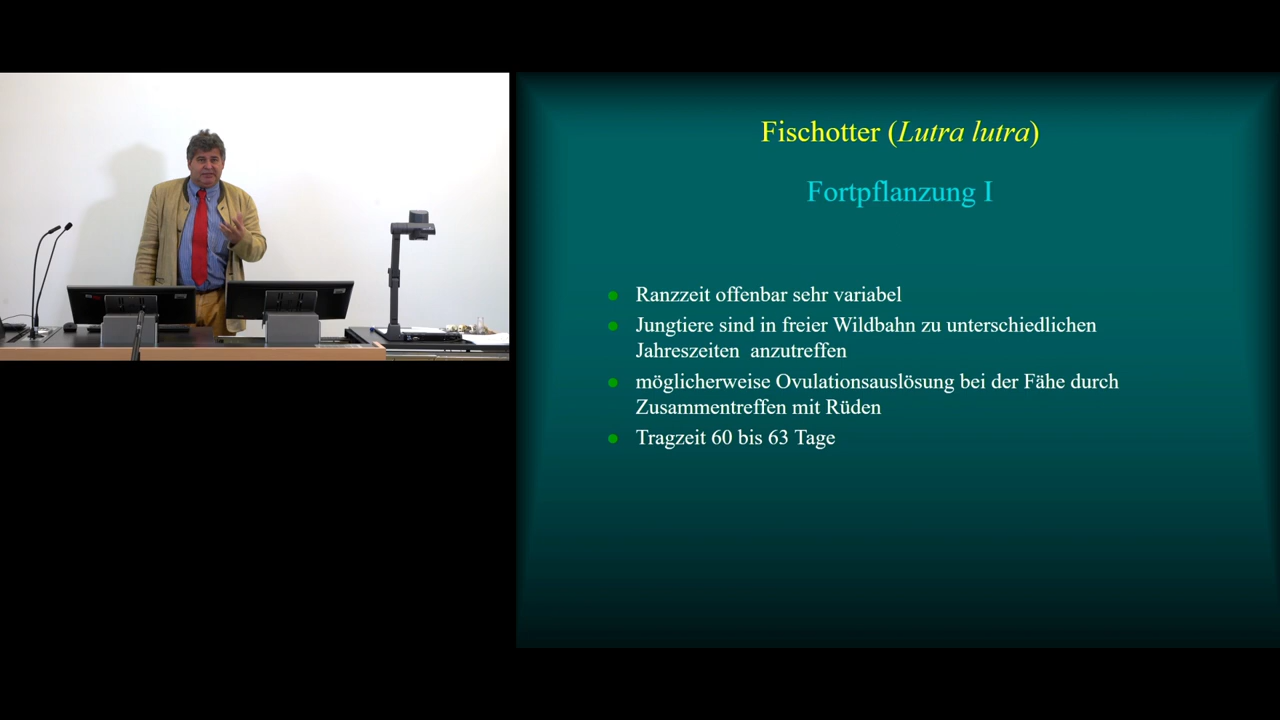 Fischotter (Lutra lutra)
Fortpflanzung I
Ranzzeit offenbar sehr variabel
Jungtiere sind in freier Wildbahn zu unterschiedlichen
Jahreszeiten anzutreffen
möglicherweise Ovulationsauslösung bei der Fähe durch
Zusammentreffen mit Rüden
Tragzeit 60 bis 63 Tage